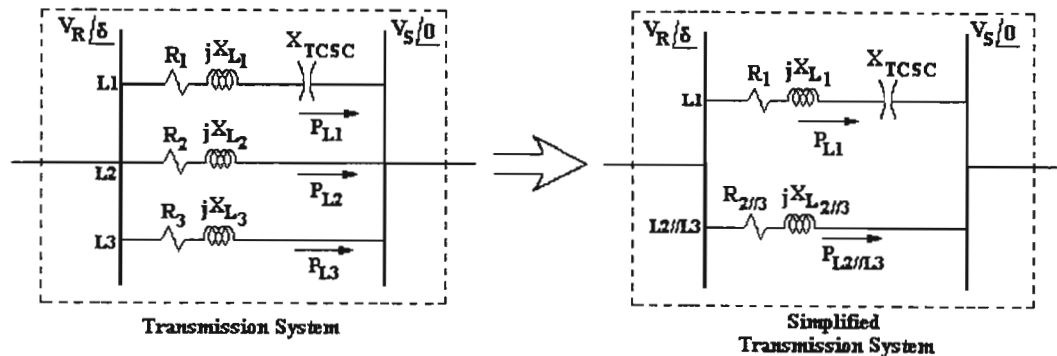 V_R/δ V_S/0
X_TCSC
R_1 jX_L1
L1
P_L1
R_2 jX_L2
L2
P_L2
R_3 jX_L3
L3
P_L3
Transmission System
V_R/δ V_S/0
R_1 jX_L1 X_TCSC
L1
P_L1
R_2//3 jX_L2//3
L2//L3
P_L2//L3
Simplified
Transmission System